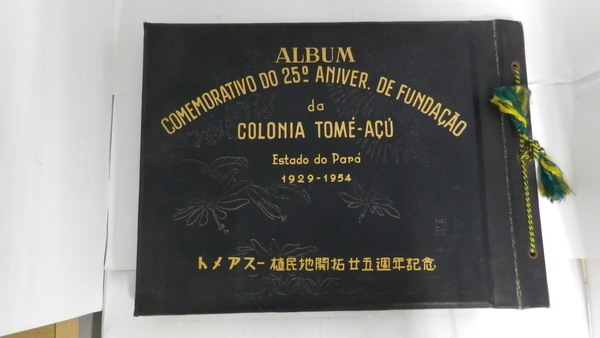 ALBUM
COMEMORATIVO DO 25º ANIVER. DE FUNDAÇÃO
da
COLONIA TOMÉ-AÇÚ
Estado do Pará
1929-1954
トメアスー植民地開拓廿五週年記念